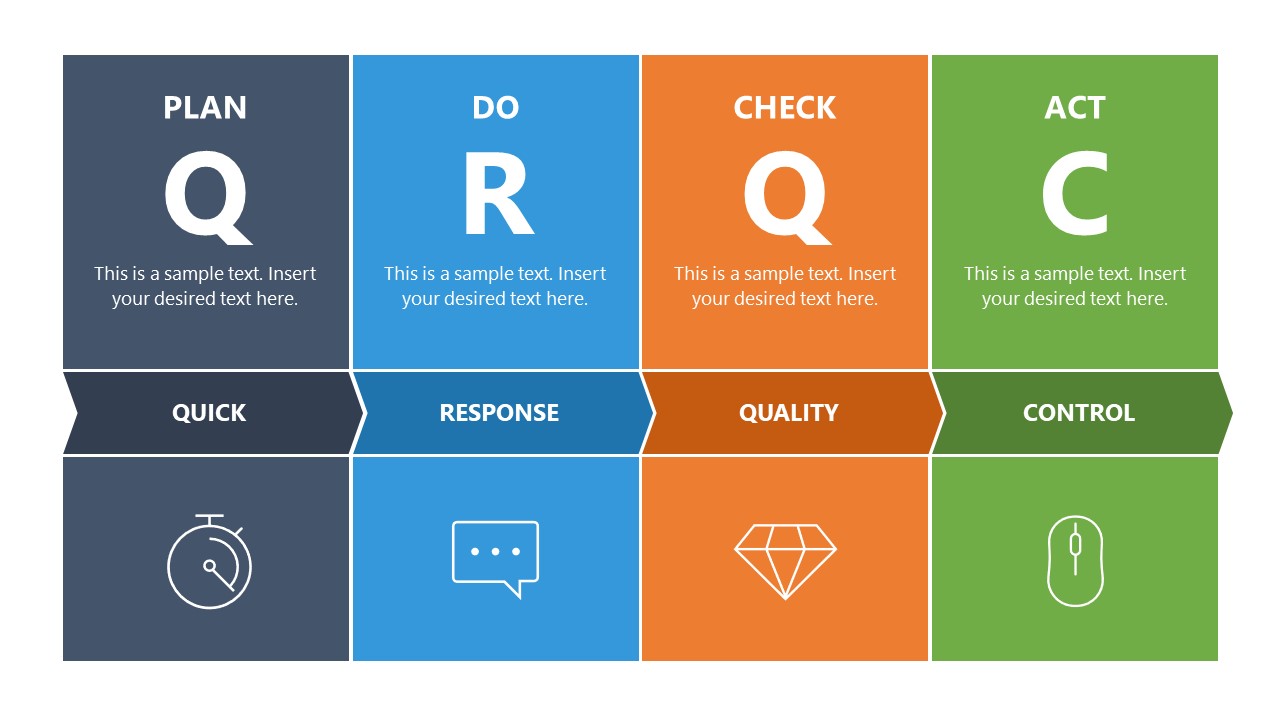 PLAN
Q
This is a sample text. Insert
your desired text here.
DO
R
This is a sample text. Insert
your desired text here.
CHECK
Q
This is a sample text. Insert
your desired text here.
ACT
C
This is a sample text. Insert
your desired text here.
QUICK
RESPONSE
QUALITY
CONTROL